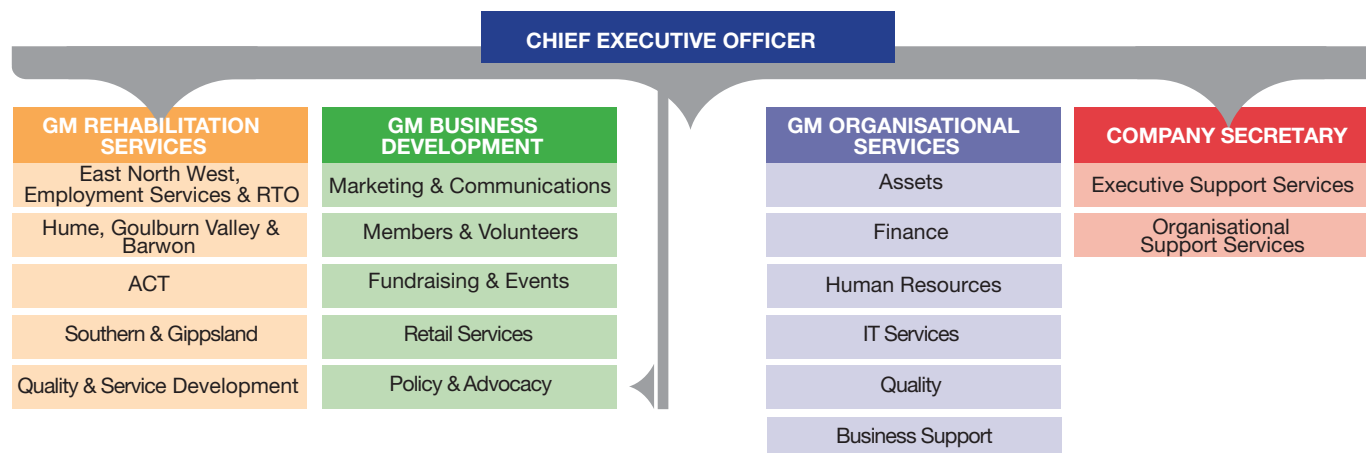 CHIEF EXECUTIVE OFFICER
GM REHABILITATION
SERVICES
East North West,
Employment Services & RTO
Hume, Goulburn Valley &
Barwon
ACT
Southern & Gippsland
Quality & Service Development
GM BUSINESS
DEVELOPMENT
Marketing & Communications
Members & Volunteers
Fundraising & Events
Retail Services
Policy & Advocacy
GM ORGANISATIONAL
SERVICES
Assets
Finance
Human Resources
IT Services
Quality
Business Support
COMPANY SECRETARY
Executive Support Services
Organisational
Support Services